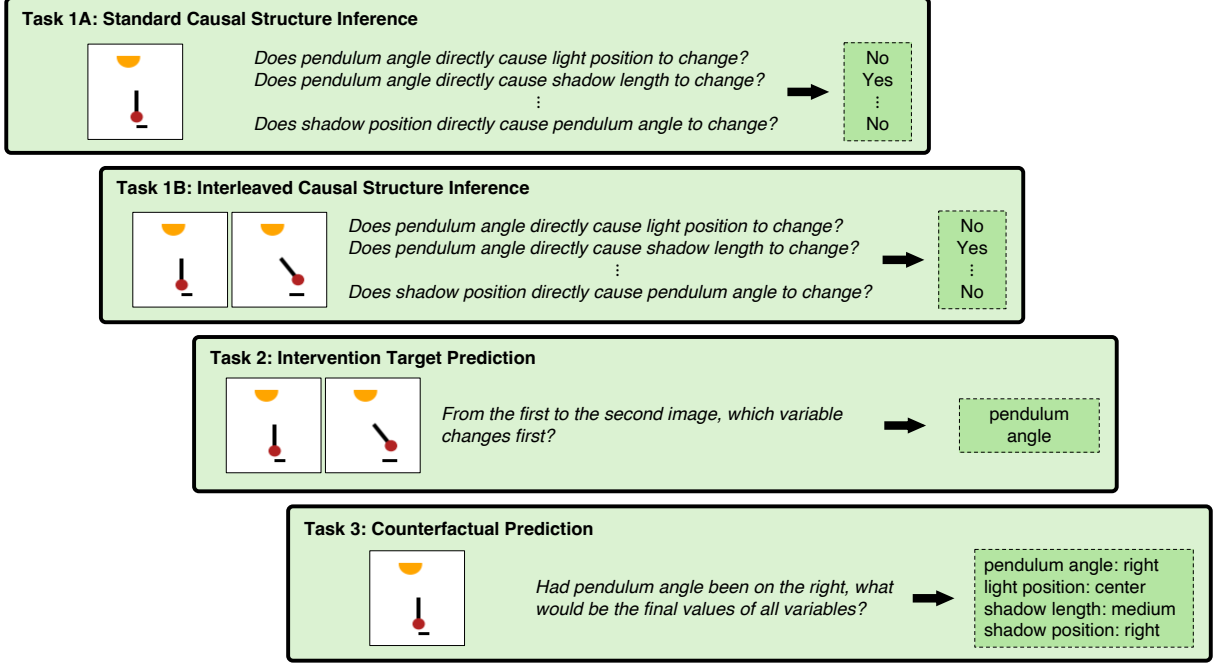 Task 1A: Standard Causal Structure Inference
Does pendulum angle directly cause light position to change?
Does pendulum angle directly cause shadow length to change?
⋮
Does shadow position directly cause pendulum angle to change?
No
Yes
⋮
No
Task 1B: Interleaved Causal Structure Inference
Does pendulum angle directly cause light position to change?
Does pendulum angle directly cause shadow length to change?
⋮
Does shadow position directly cause pendulum angle to change?
No
Yes
⋮
No
Task 2: Intervention Target Prediction
From the first to the second image, which variable
changes first?
pendulum
angle
Task 3: Counterfactual Prediction
Had pendulum angle been on the right, what
would be the final values of all variables?
pendulum angle: right
light position: center
shadow length: medium
shadow position: right